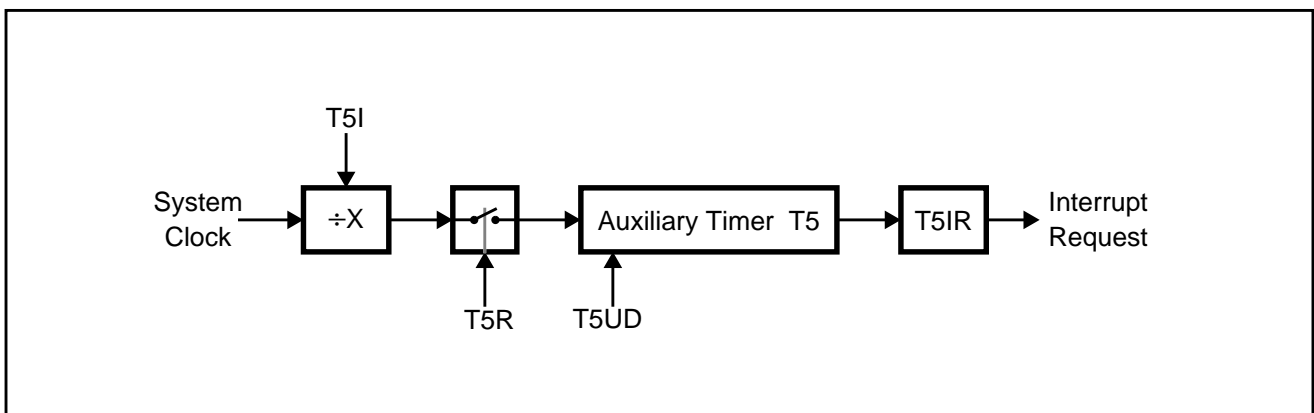 T5I
System
Clock
÷X
Auxiliary Timer T5
T5IR
Interrupt
Request
T5R
T5UD